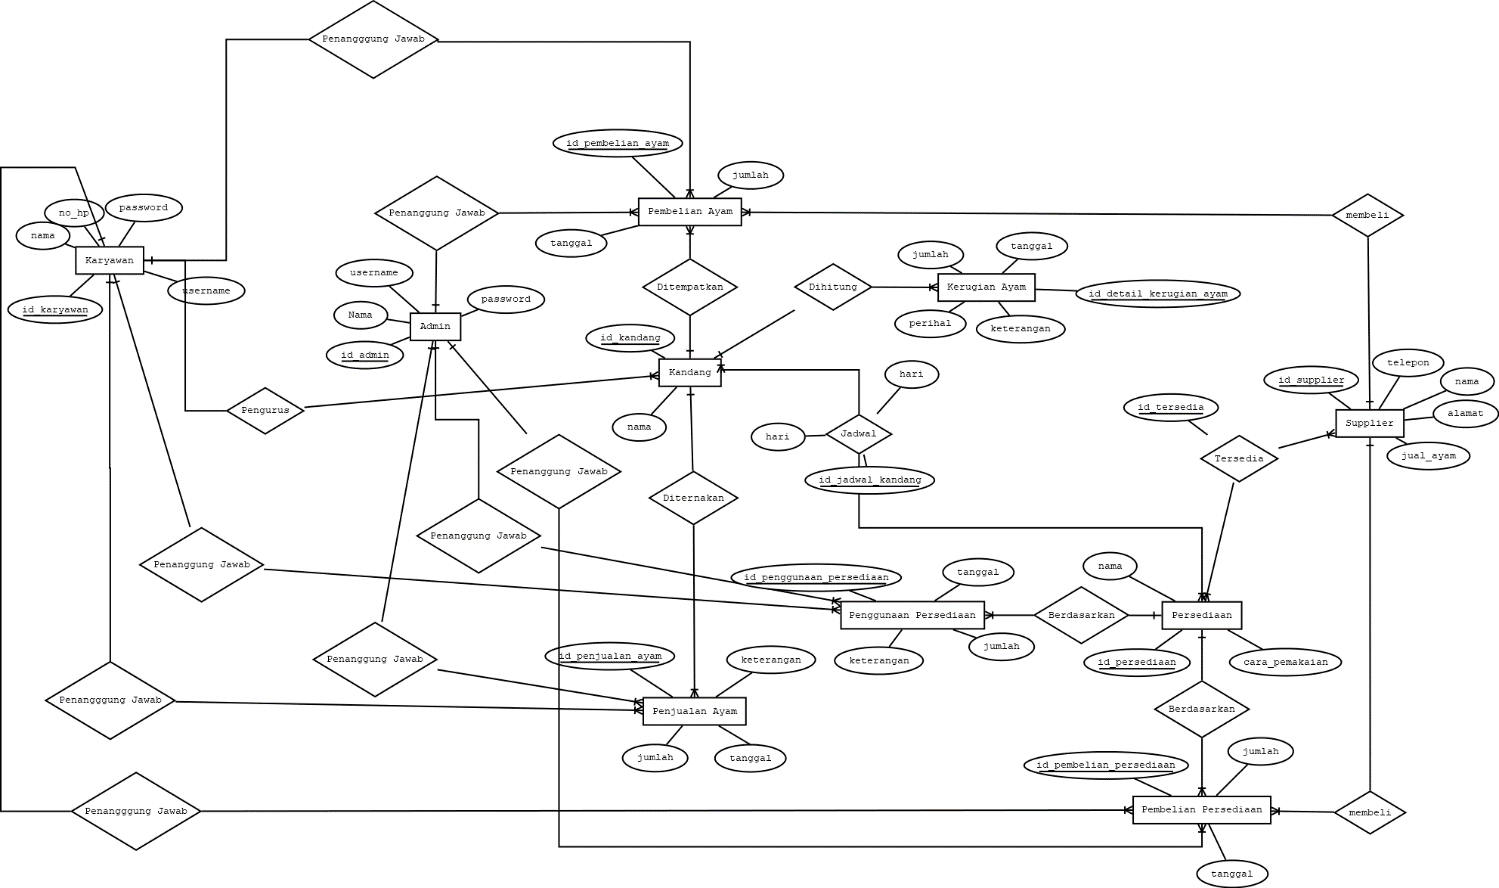 Penangggung Jawab
id_pembelian_ayam
jumlah
Penanggung Jawab
Pembelian Ayam
tanggal
membeli
no_hp
password
nama
Karyawan
username
id_karyawan
username
Nama
password
Admin
id_admin
Ditempatkan
Dihitung
jumlah
tanggal
Kerugian Ayam
id_detail_kerugian_ayam
perihal
keterangan
id_kandang
Kandang
nama
Pengurus
hari
hari
Jadwal
id_jadwal_kandang
id_tersedia
Tersedia
id_supplier
telepon
nama
alamat
Supplier
jual_ayam
Penanggung Jawab
Diternakan
Penanggung Jawab
Penanggung Jawab
id_penggunaan_persediaan
tanggal
Penggunaan Persediaan
keterangan
jumlah
Berdasarkan
nama
Persediaan
id_persediaan
cara_pemakaian
Penanggung Jawab
id_penjualan_ayam
keterangan
Penangggung Jawab
Penjualan Ayam
jumlah
tanggal
Berdasarkan
id_pembelian_persediaan
jumlah
Penangggung Jawab
Pembelian Persediaan
membeli
tanggal